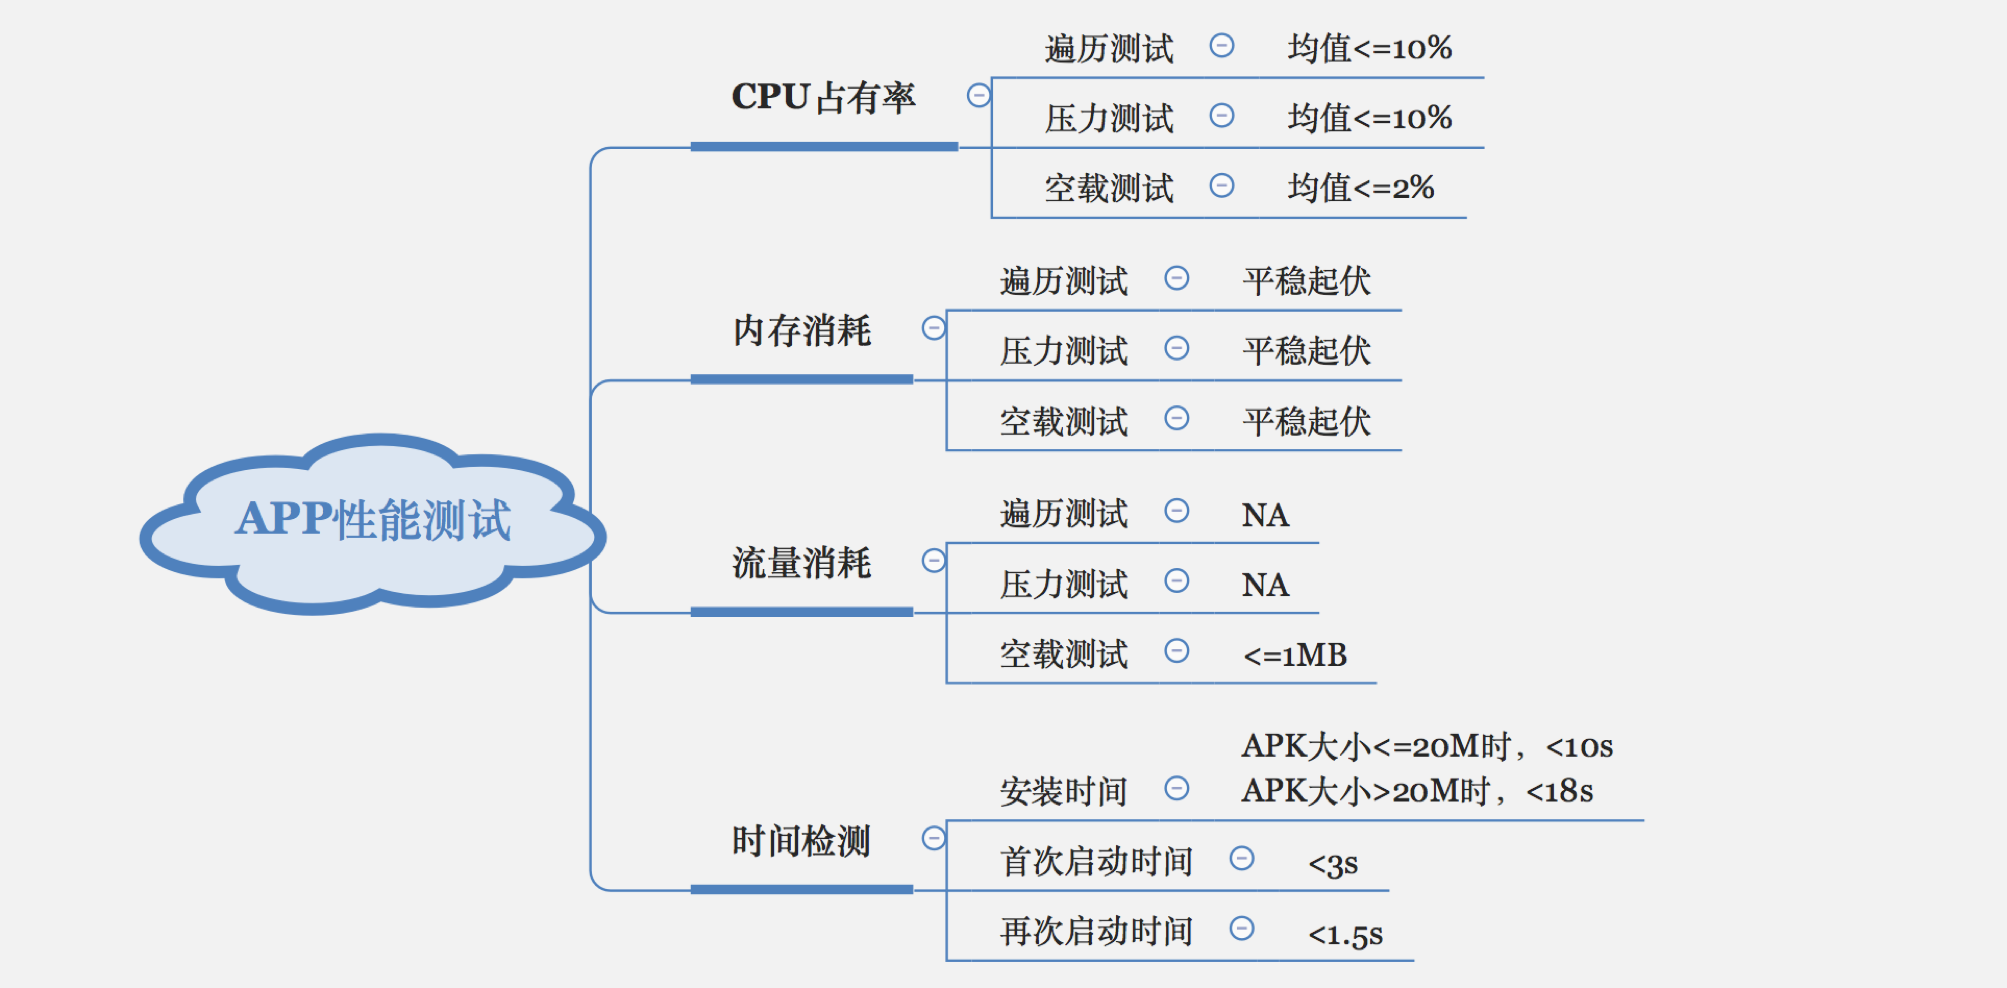 APP性能测试
CPU占有率
遍历测试 均值<=10%
压力测试 均值<=10%
空载测试 均值<=2%
内存消耗
遍历测试 平稳起伏
压力测试 平稳起伏
空载测试 平稳起伏
流量消耗
遍历测试 NA
压力测试 NA
空载测试 <=1MB
时间检测
安装时间
APK大小<=20M时，<10s
APK大小>20M时，<18s
首次启动时间 <3s
再次启动时间 <1.5s